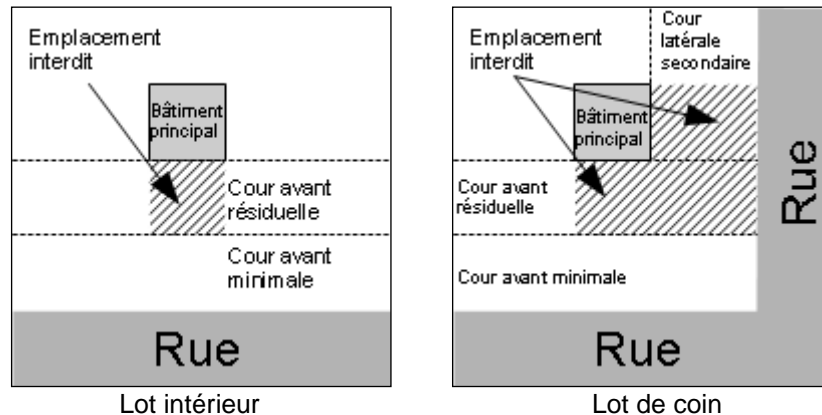 Emplacement
interdit
Bâtiment
principal
Cour avant
résiduelle
Cour avant
minimale
Rue
Lot intérieur
Emplacement
interdit
Cour
latérale
secondaire
Bâtiment
principal
Cour avant
résiduelle
Cour avant minimale
Rue
Rue
Lot de coin